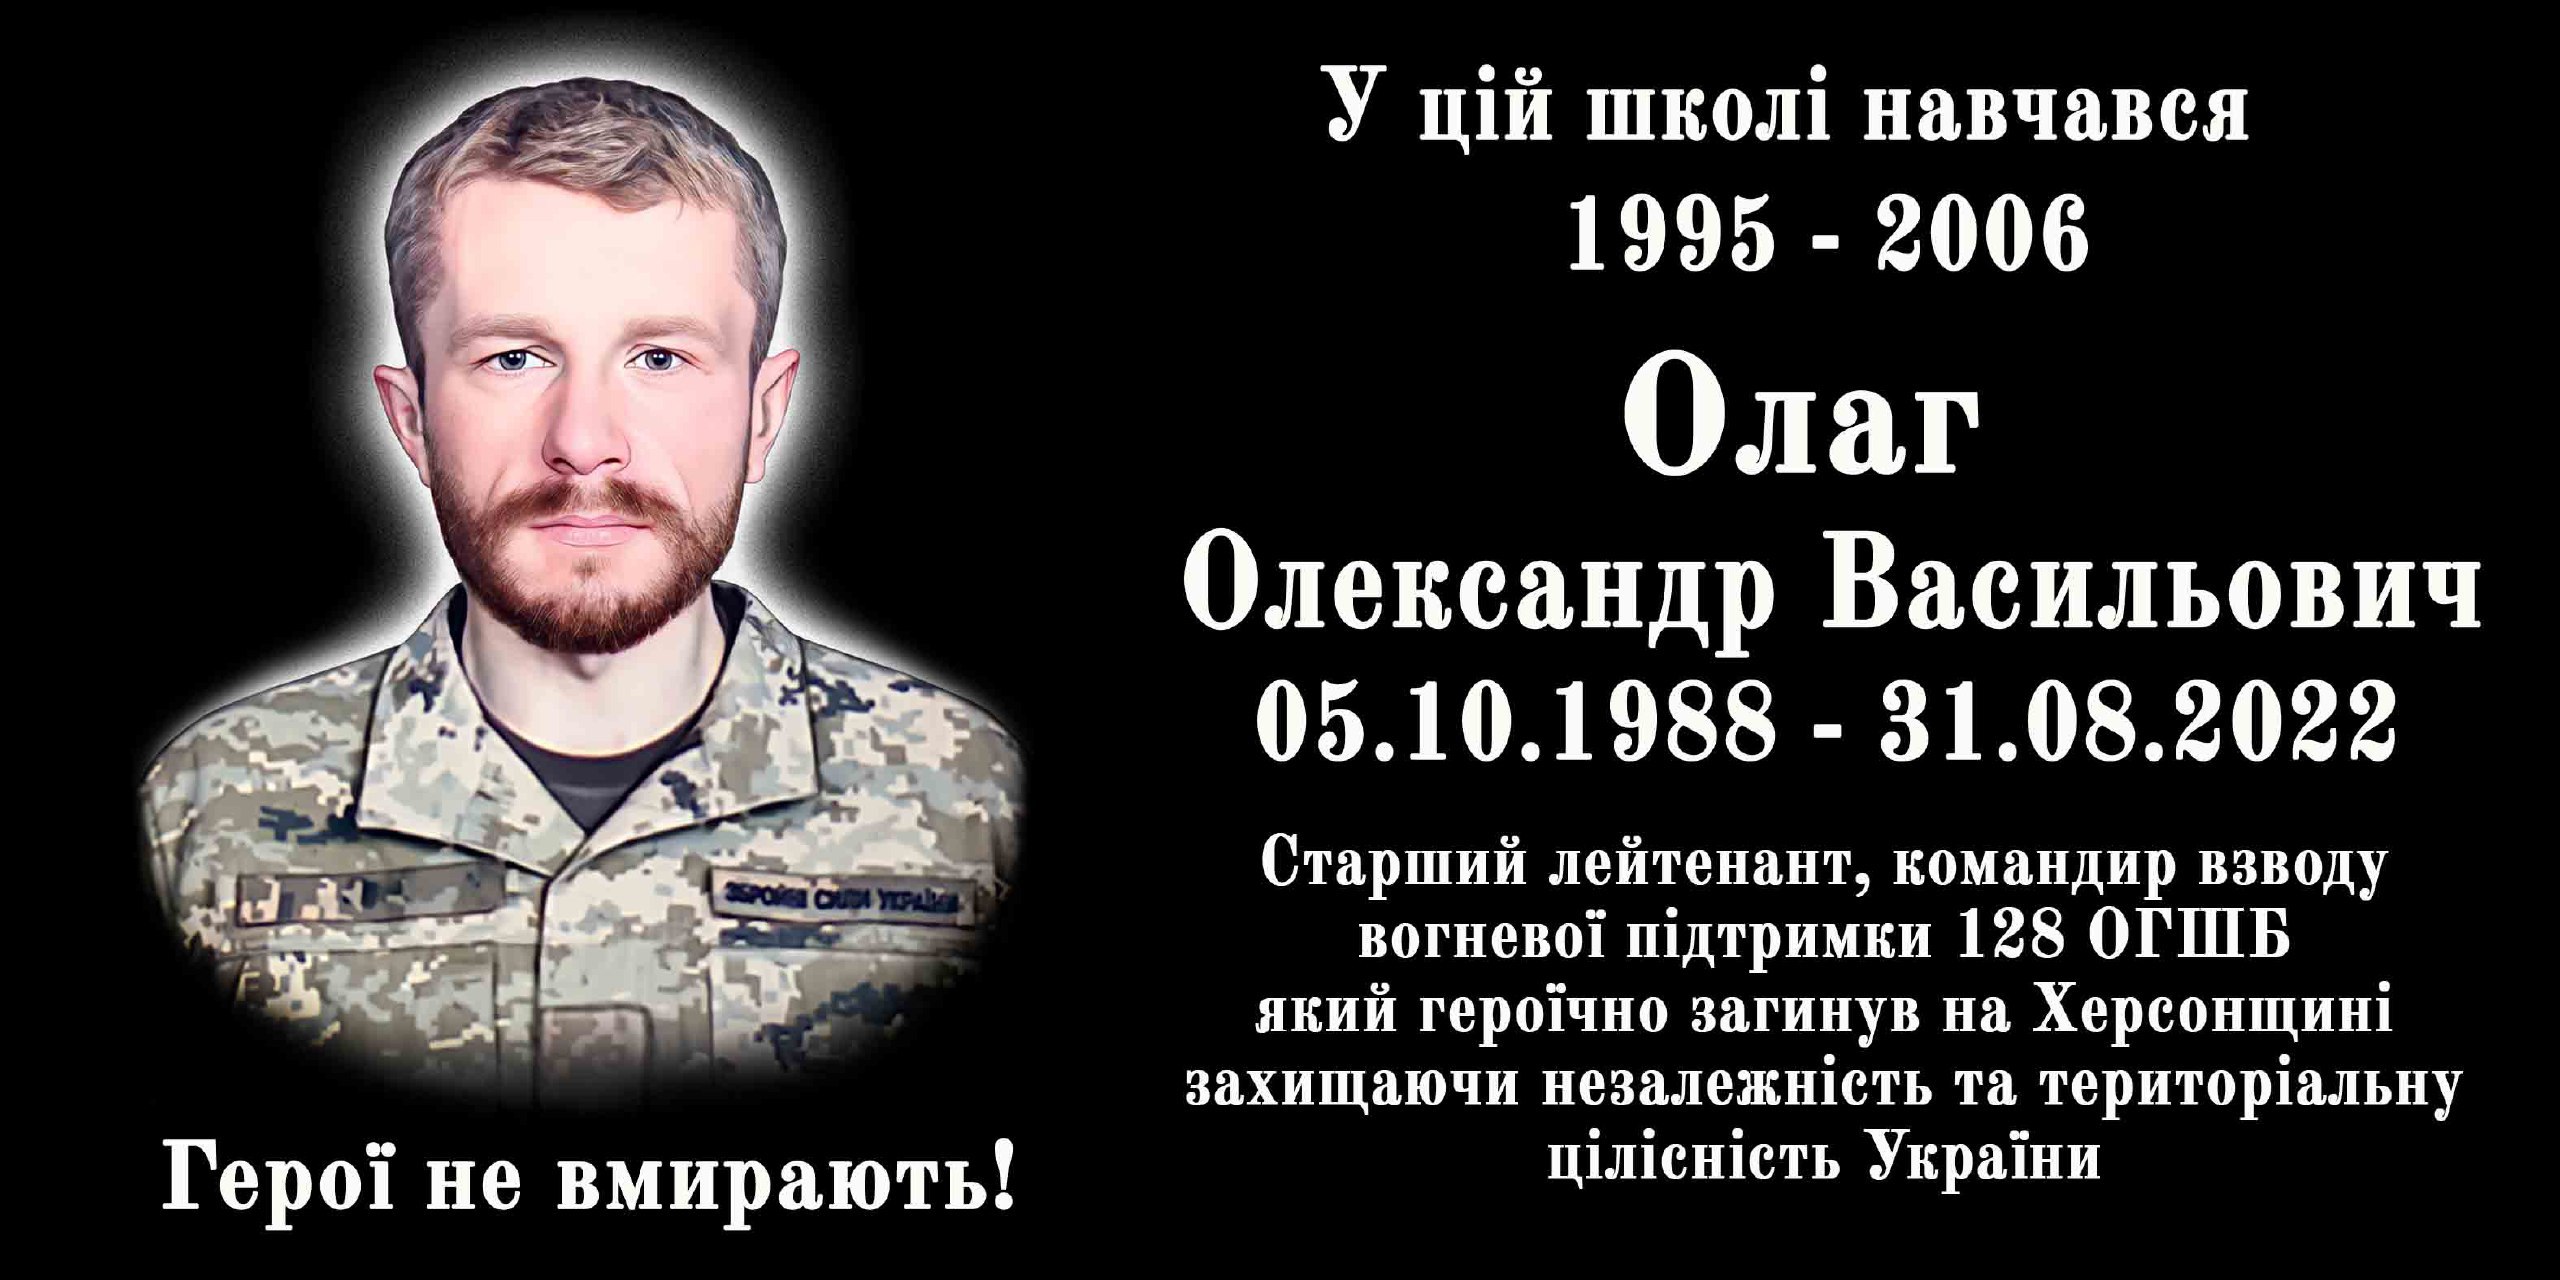 У цій школі навчався
1995 - 2006
Олаг
Олександр Васильович
05.10.1988 - 31.08.2022
Старший лейтенант, командир взводу
вогневої підтримки 128 ОГШБ
який героїчно загинув на Херсонщині
захищаючи незалежність та територіальну
цілісність України
ЗБРОЙНІ СИЛИ УКРАЇНИ
Герої не вмирають!